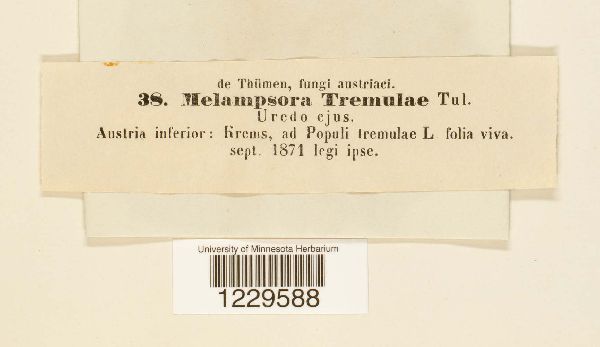 de Thümen, fungi austriaci.
38. Melampsora Tremulae Tul.
Uredo ejus.
Austria inferior: Krems, ad Populi tremulae L folia viva.
sept. 1871 legi ipse.
University of Minnesota Herbarium
1229588